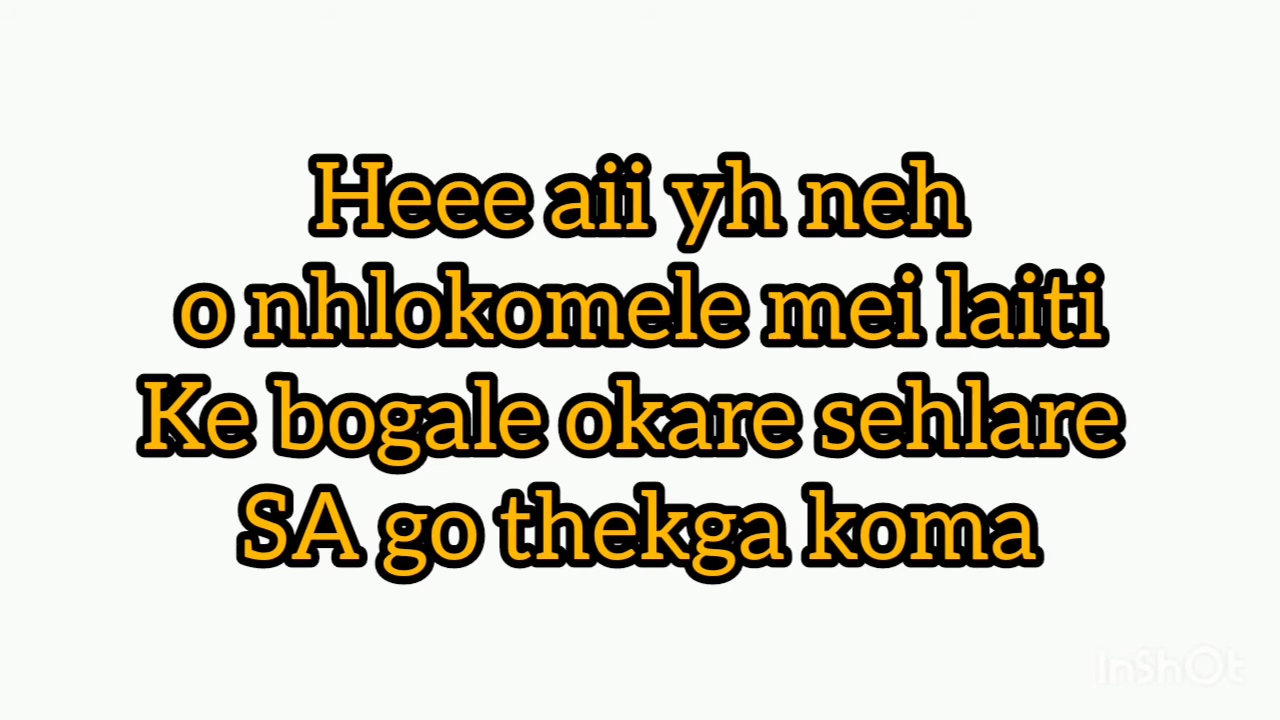 Heee aii yh neh
o nhlokomele mei laiti
Ke bogale okare sehlare
SA go thekga koma
InShOt